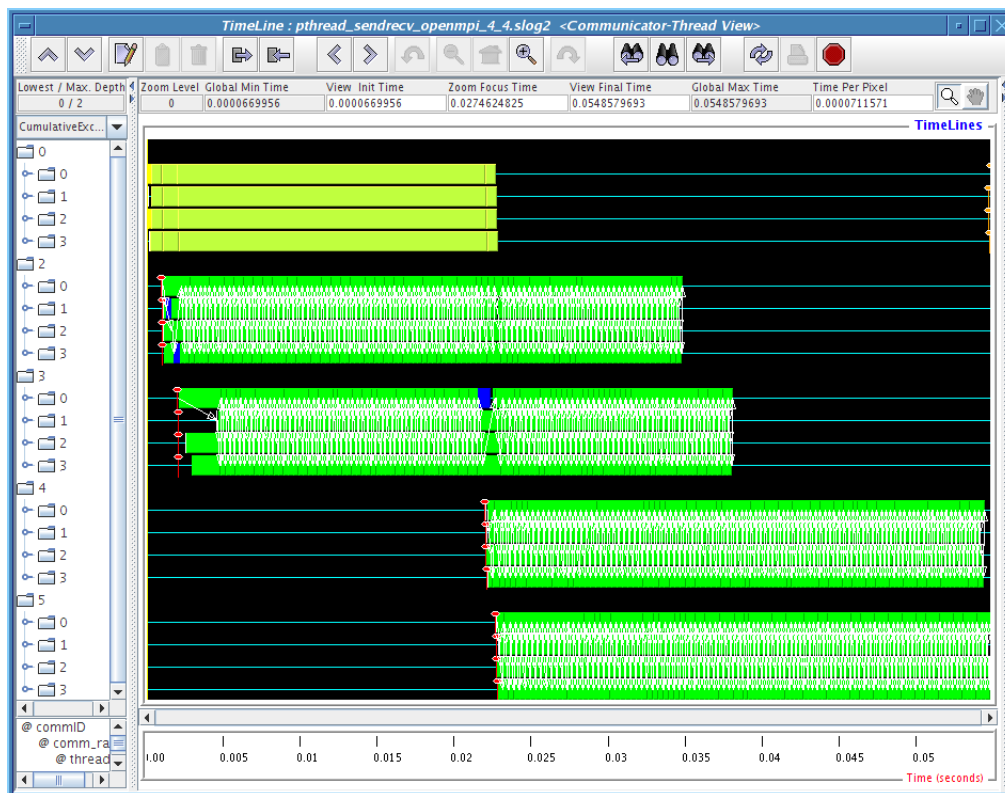 TimeLine : pthread_sendrecv_openmpi_4_4.slog2 <Communicator-Thread View>
Lowest / Max. Depth
0 / 2
Zoom Level
0
Global Min Time
0.0000669956
View Init Time
0.0000669956
Zoom Focus Time
0.0274624825
View Final Time
0.0548579693
Global Max Time
0.0548579693
Time Per Pixel
0.0000711571
CumulativeExc...
TimeLines
0
0
1
2
3
2
0
1
2
3
3
0
1
2
3
4
0
1
2
3
5
0
1
2
3
@ commID
@ comm_ra
@ thread
0.005
0.01
0.015
0.02
0.025
0.03
0.035
0.04
0.045
0.05
Time (seconds)